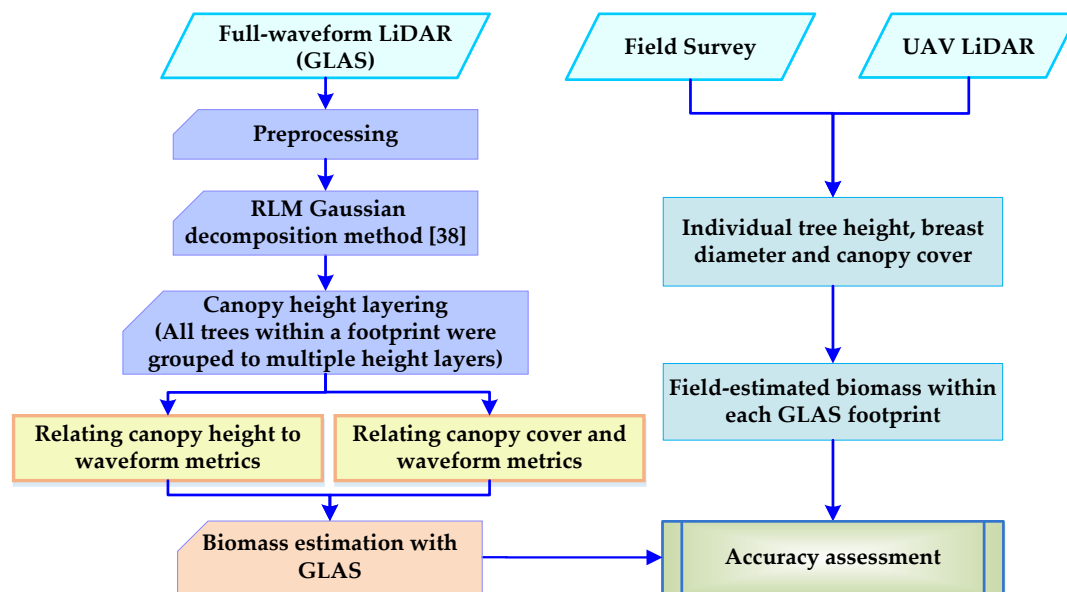 Full-waveform LiDAR
(GLAS)
Field Survey
UAV LiDAR
Preprocessing
RLM Gaussian
decomposition method [38]
Individual tree height, breast
diameter and canopy cover
Canopy height layering
(All trees within a footprint were
grouped to multiple height layers)
Field-estimated biomass within
each GLAS footprint
Relating canopy height to
waveform metrics
Relating canopy cover and
waveform metrics
Biomass estimation with
GLAS
Accuracy assessment